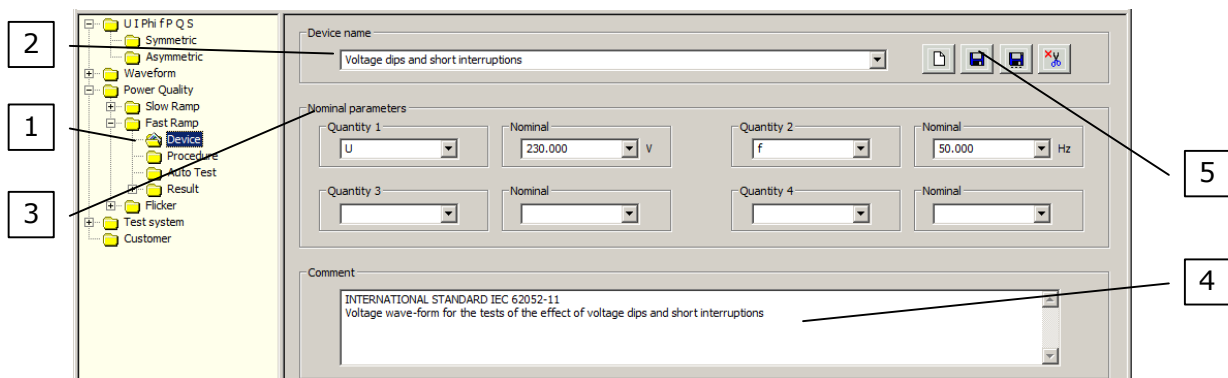 2
1
3
U I Phi f P Q S
Symmetric
Asymmetric
Waveform
Power Quality
Slow Ramp
Fast Ramp
Device
Procedure
Auto Test
Result
Flicker
Test system
Customer
Device name
Voltage dips and short interruptions
Nominal parameters
Quantity 1 Nominal Quantity 2 Nominal
U 230.000 V f 50.000 Hz
Quantity 3 Nominal Quantity 4 Nominal
Comment
INTERNATIONAL STANDARD IEC 62052-11
Voltage wave-form for the tests of the effect of voltage dips and short interruptions
5
4